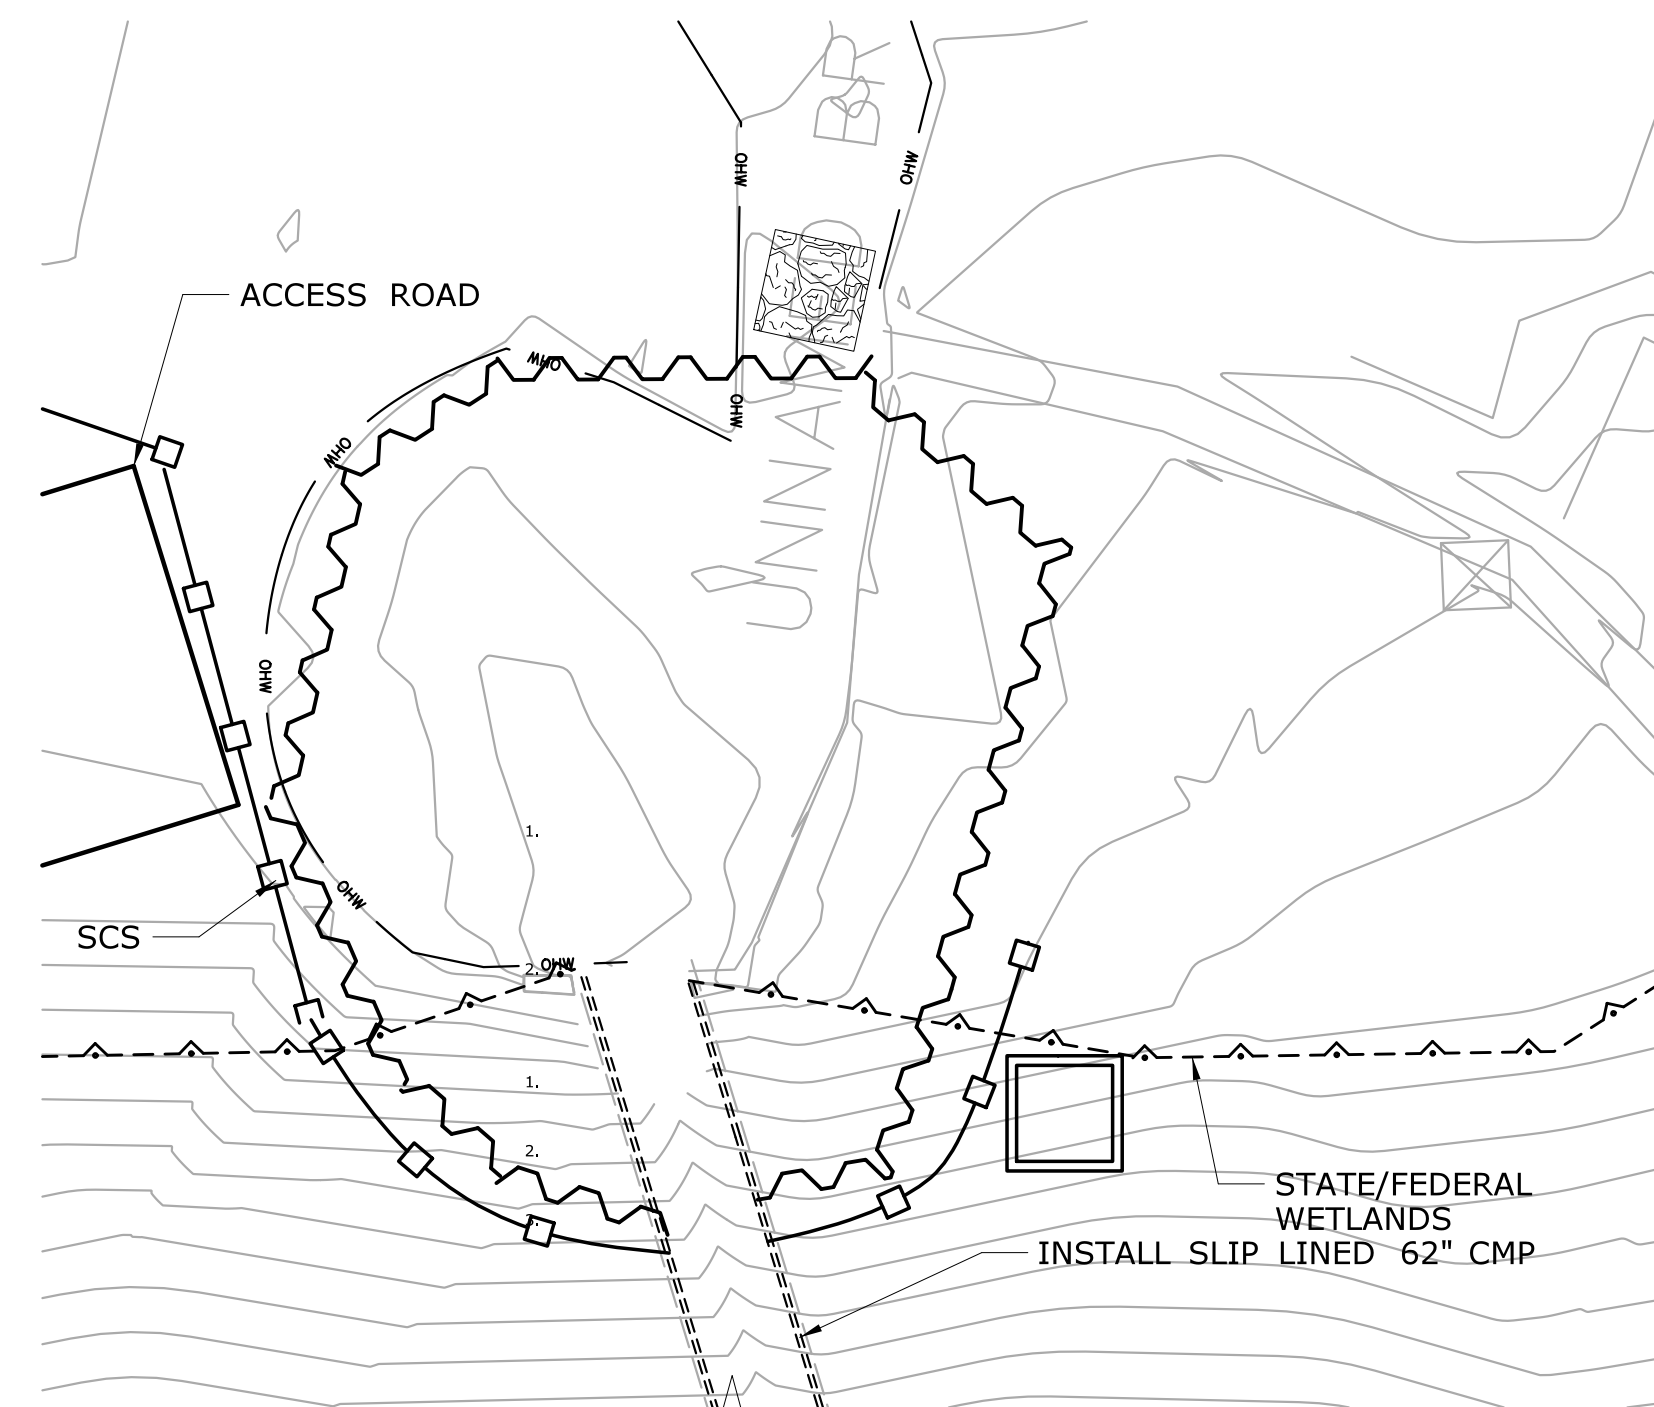 OHW
OHW
ACCESS ROAD
OHW
OHW
OHW
OHW
1.
OHW
SCS
2. OHW
1.
2.
3.
STATE/FEDERAL
WETLANDS
INSTALL SLIP LINED 62" CMP